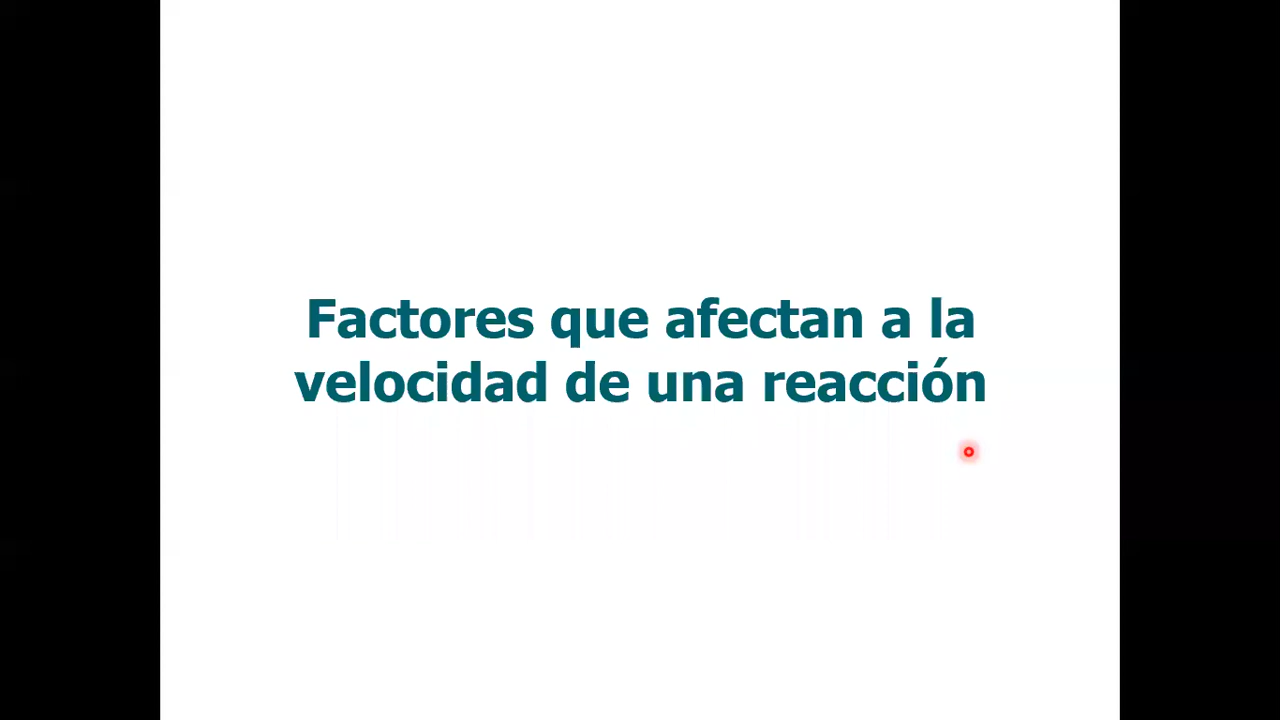 Factores que afectan a la
velocidad de una reacción